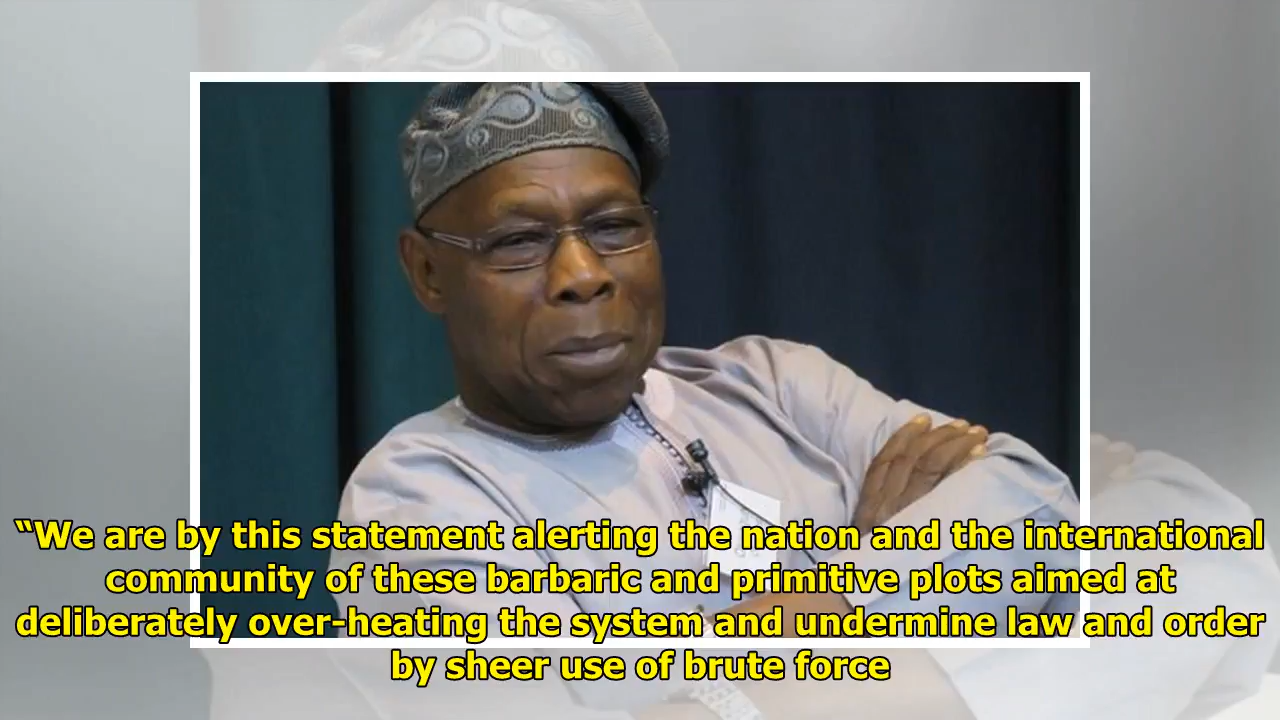 “We are by this statement alerting the nation and the international
community of these barbaric and primitive plots aimed at
deliberately over-heating the system and undermine law and order
by sheer use of brute force